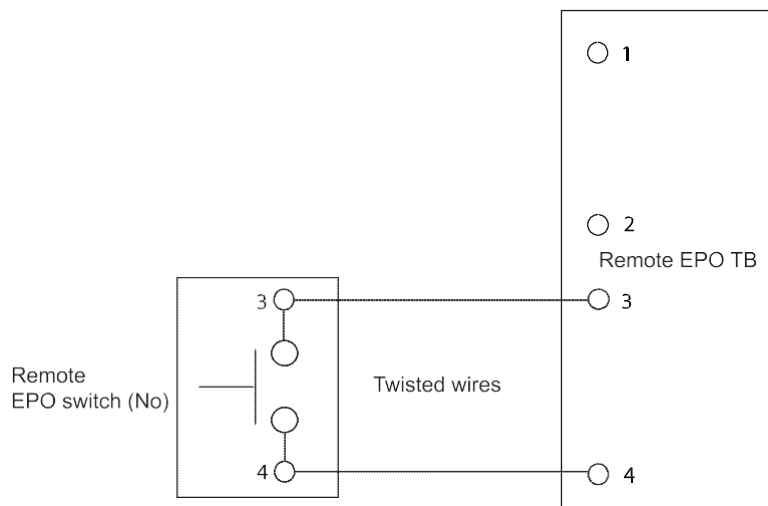 1
2
Remote EPO TB
3
3
Remote
EPO switch (No)
Twisted wires
4
4